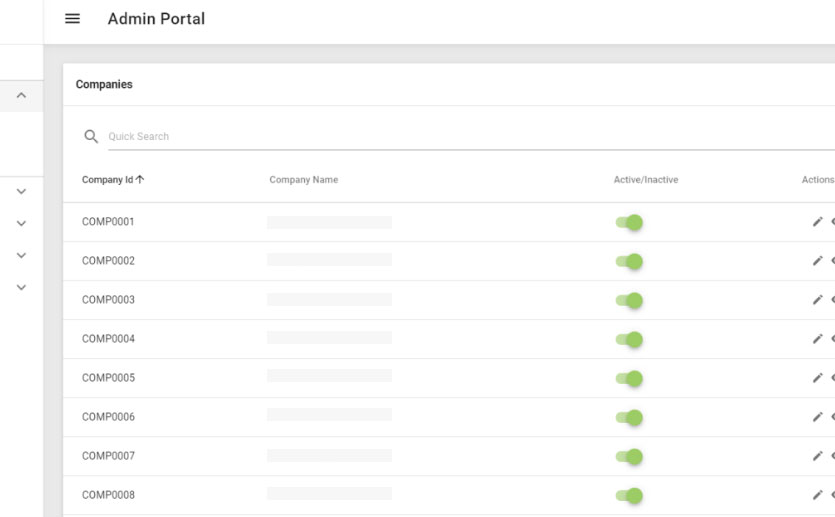 Admin Portal
Companies
Quick Search
Company Id Company Name Active/Inactive Actions
COMP0001
COMP0002
COMP0003
COMP0004
COMP0005
COMP0006
COMP0007
COMP0008